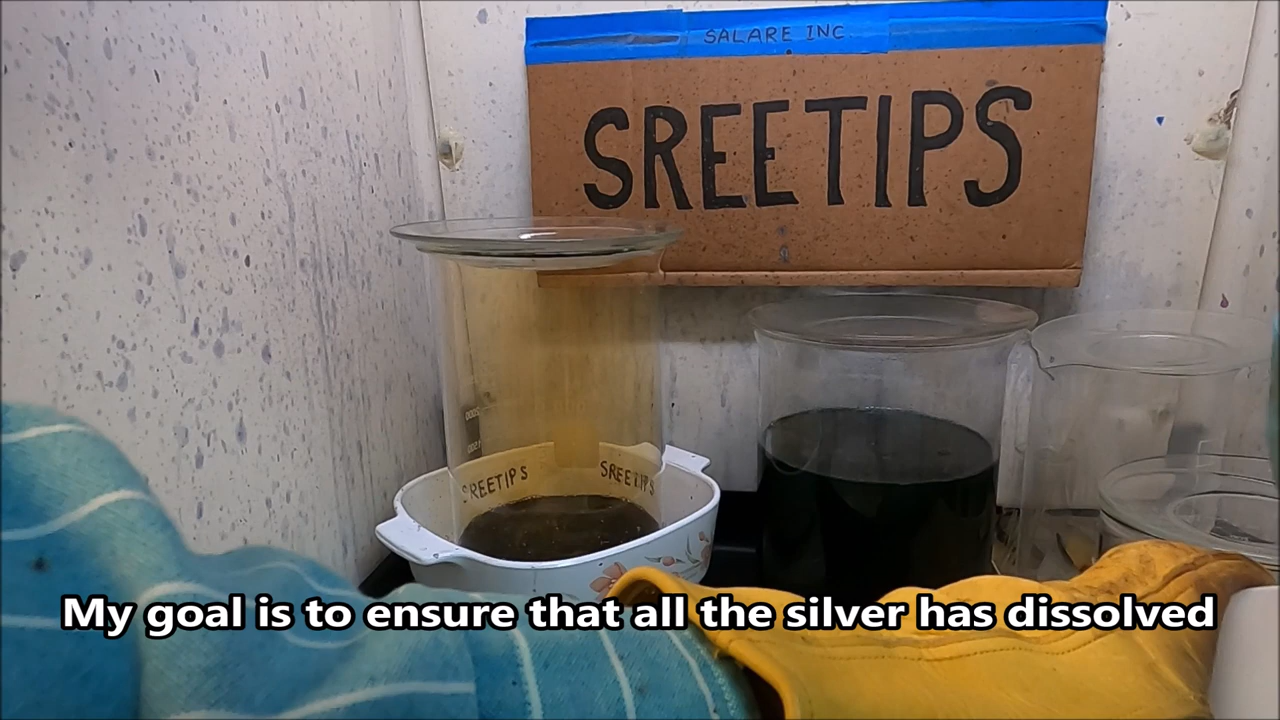 SALARE INC.
SREETIPS
SREETIPS
SREETIPS
My goal is to ensure that all the silver has dissolved